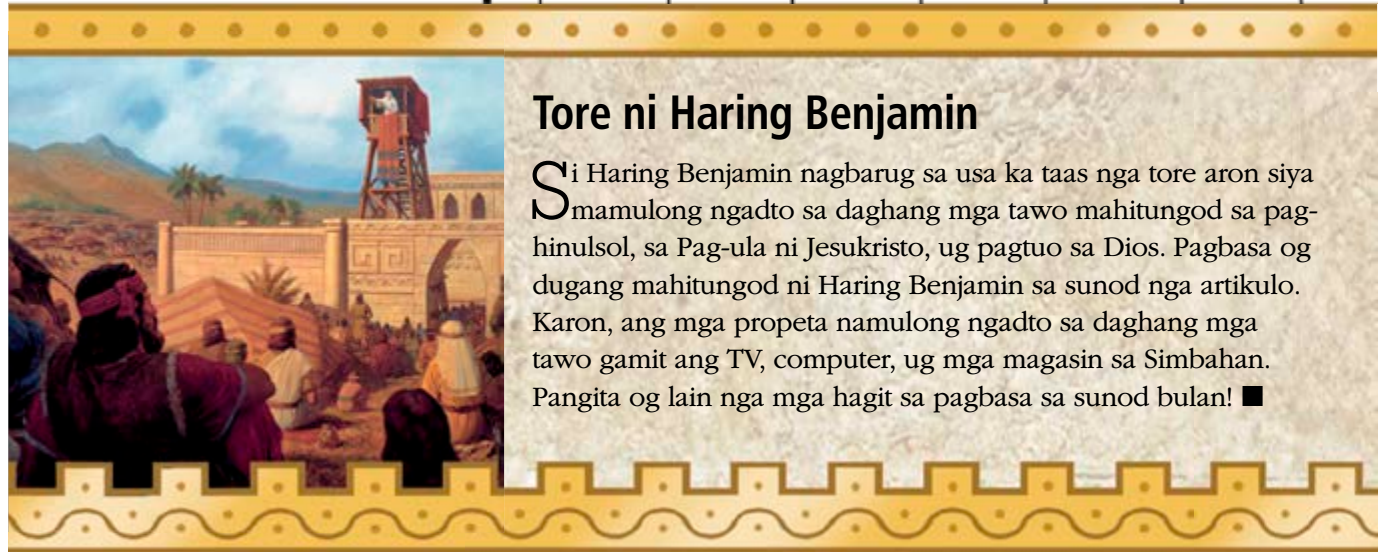 Tore ni Haring Benjamin
Si Haring Benjamin nagbarug sa usa ka taas nga tore aron siya
mamulong ngadto sa daghang mga tawo mahitungod sa pag-
hinulsol, sa Pag-ula ni Jesukristo, ug pagtuo sa Dios. Pagbasa og
dugang mahitungod ni Haring Benjamin sa sunod nga artikulo.
Karon, ang mga propeta namulong ngadto sa daghang mga
tawo gamit ang TV, computer, ug mga magasin sa Simbahan.
Pangita og lain nga mga hagit sa pagbasa sa sunod bulan! ■